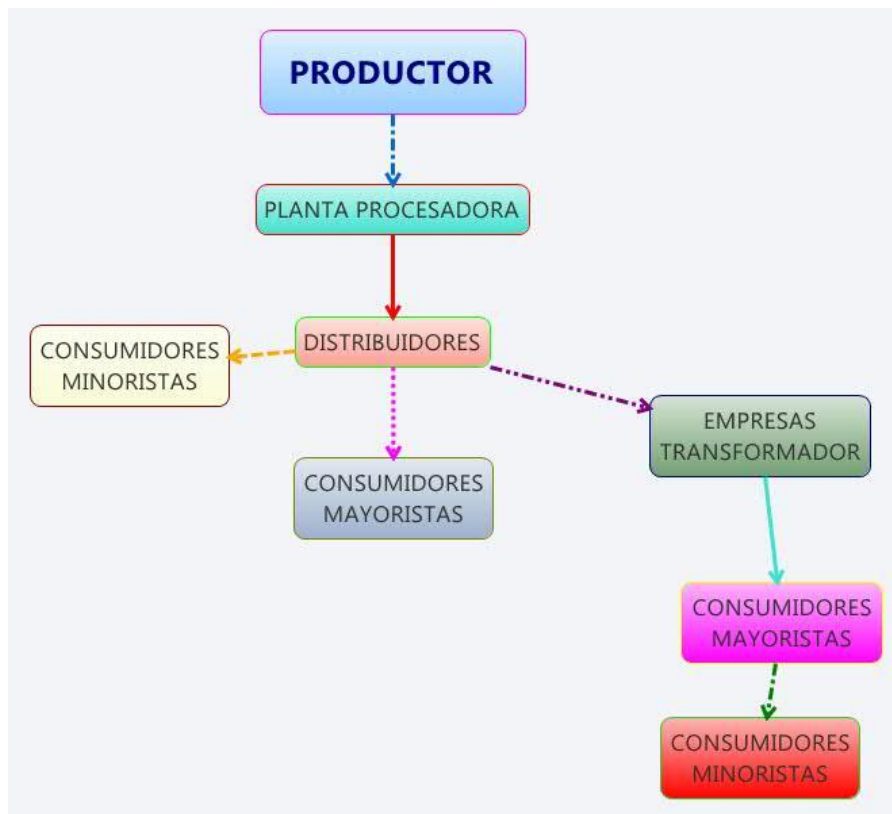 PRODUCTOR
PLANTA PROCESADORA
DISTRIBUIDORES
CONSUMIDORES
MINORISTAS
CONSUMIDORES
MAYORISTAS
EMPRESAS
TRANSFORMADOR
CONSUMIDORES
MAYORISTAS
CONSUMIDORES
MINORISTAS